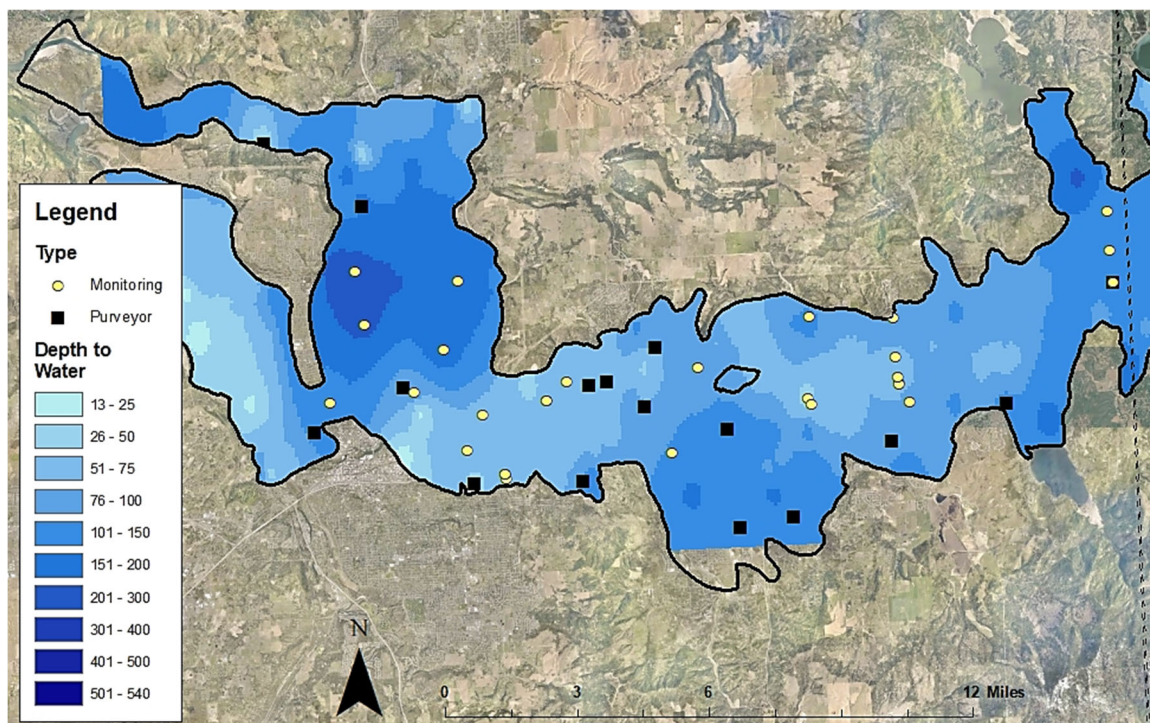 Legend
Type
Monitoring
Purveyor
Depth to
Water
13 - 25
26 - 50
51 - 75
76 - 100
101 - 150
151 - 200
201 - 300
301 - 400
401 - 500
501 - 540
N
0 3 6 12 Miles